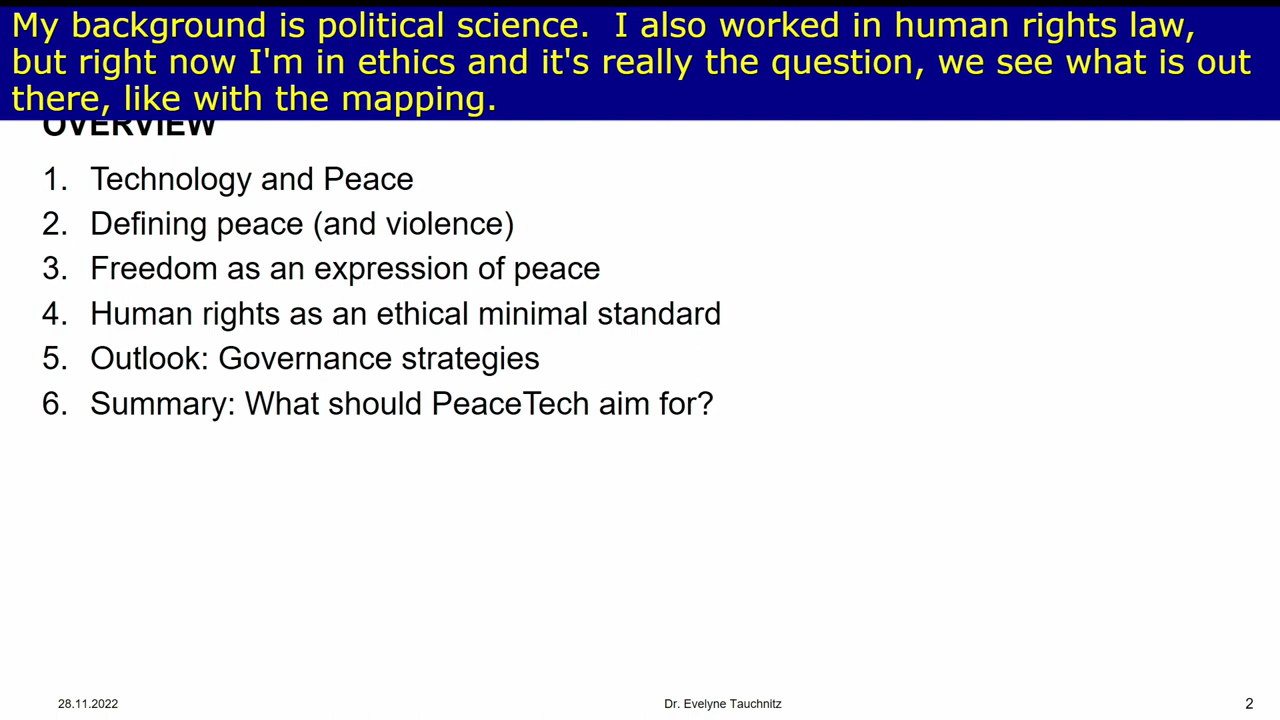 My background is political science.  I also worked in human rights law,
but right now I'm in ethics and it's really the question, we see what is out
there, like with the mapping.
OVERVIEW
1. Technology and Peace
2. Defining peace (and violence)
3. Freedom as an expression of peace
4. Human rights as an ethical minimal standard
5. Outlook: Governance strategies
6. Summary: What should PeaceTech aim for?
28.11.2022 Dr. Evelyne Tauchnitz 2